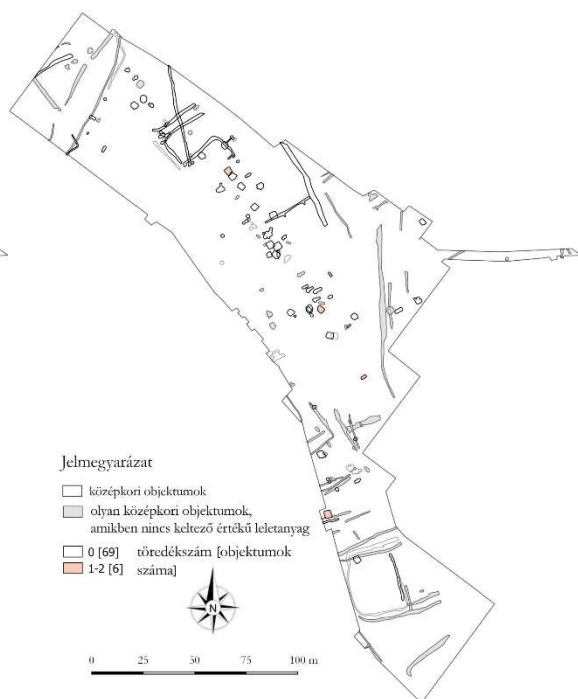 Jelmegyarázat
középkori objektumok
olyan középkori objektumok,
amikben nincs keltező értékű leletanyag
0 [69] töredékszám [objektumok
1-2 [6] száma]
N
0 25 50 75 100 m